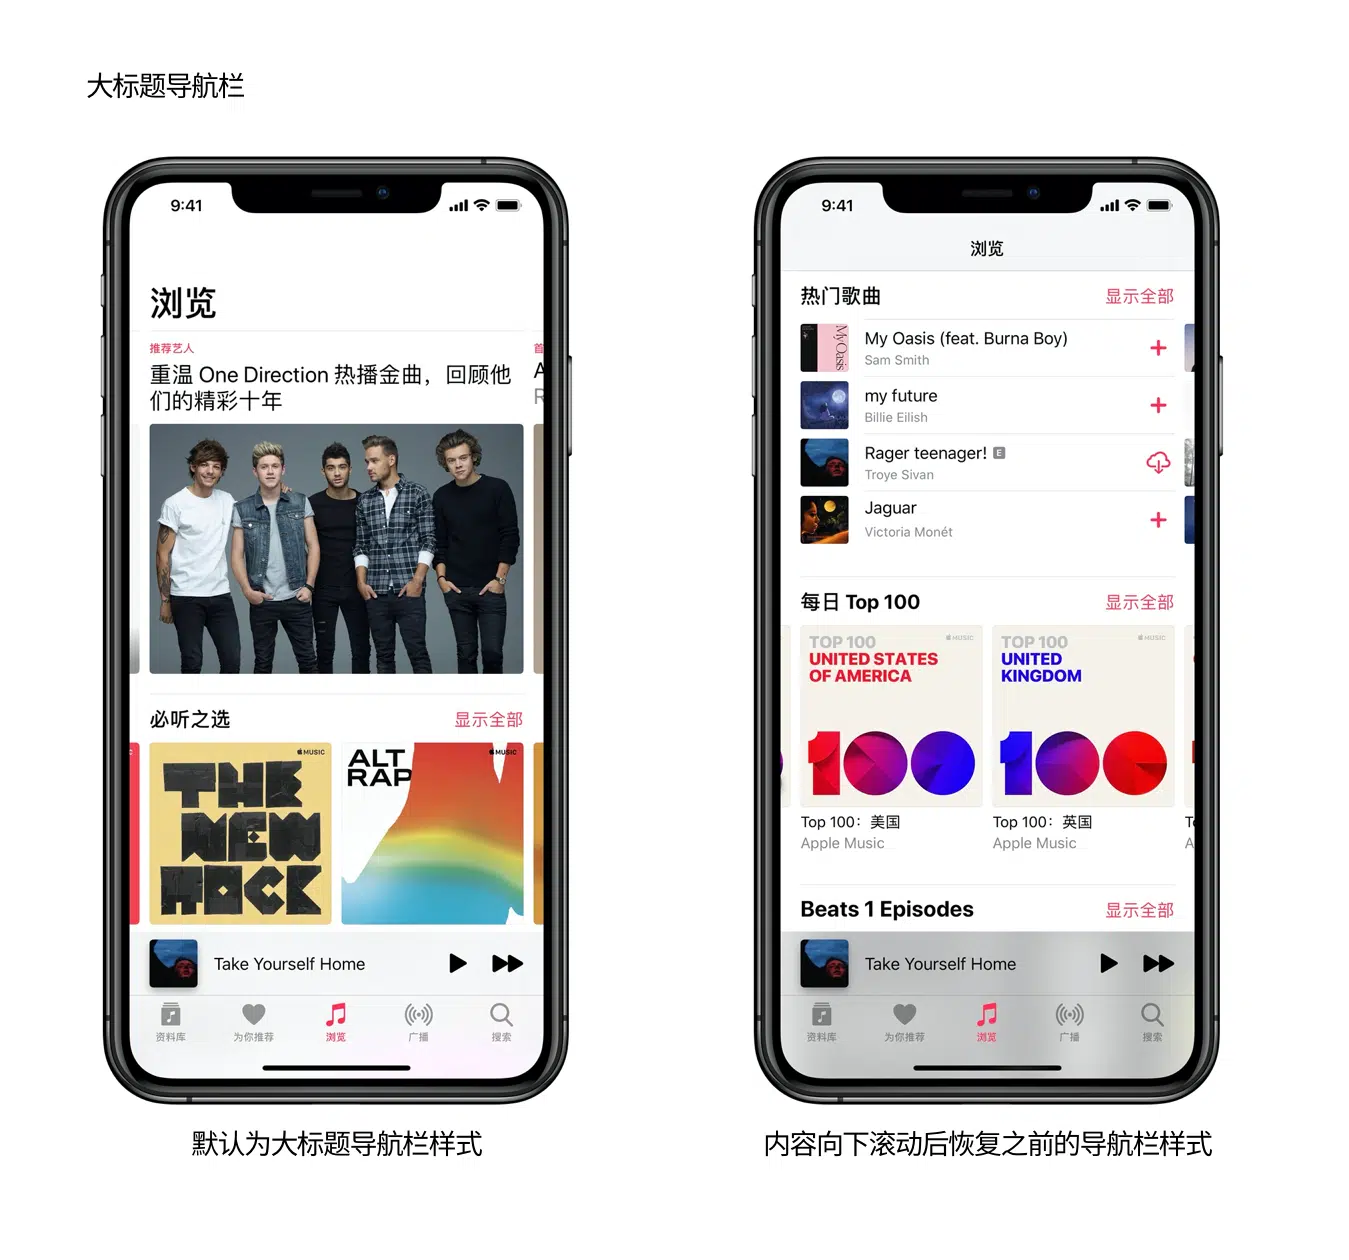 大标题导航栏
9:41
浏览
推荐艺人
重温 One Direction 热播金曲，回顾他
们的精彩十年
首
A
R
必听之选 显示全部
MUSIC
THE
NEW
ROCK
MUSIC
ALT
RAP
Take Yourself Home
资料库 为你推荐 浏览 广播 搜索
默认为大标题导航栏样式
9:41
浏览
热门歌曲 显示全部
My Oasis
My Oasis (feat. Burna Boy)
Sam Smith
my future
Billie Eilish
Rager teenager! E
Troye Sivan
Jaguar
Victoria Monét
每日 Top 100 显示全部
TOP 100 MUSIC
UNITED STATES
OF AMERICA
100
TOP 100 MUSIC
UNITED
KINGDOM
100
Top 100：美国
Apple Music
Top 100：英国
Apple Music
To
A
Beats 1 Episodes 显示全部
Take Yourself Home
资料库 为你推荐 浏览 广播 搜索
内容向下滚动后恢复之前的导航栏样式